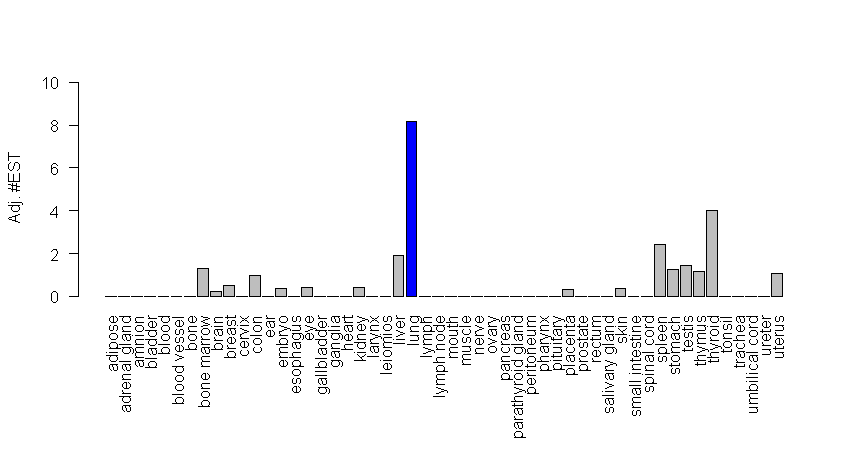 Adj. #EST
10
8
6
4
2
0
adipose
adrenal gland
amnion
bladder
blood
blood vessel
bone
bone marrow
brain
breast
cervix
colon
ear
embryo
esophagus
eye
gallbladder
ganglia
heart
kidney
larynx
leiomios
liver
lung
lymph
lymph node
mouth
muscle
nerve
ovary
pancreas
parathyroid gland
peritoneum
pharynx
pituitary
placenta
prostate
rectum
salivary gland
skin
small intestine
spinal cord
spleen
stomach
testis
thymus
thyroid
tonsil
trachea
umbilical cord
ureter
uterus